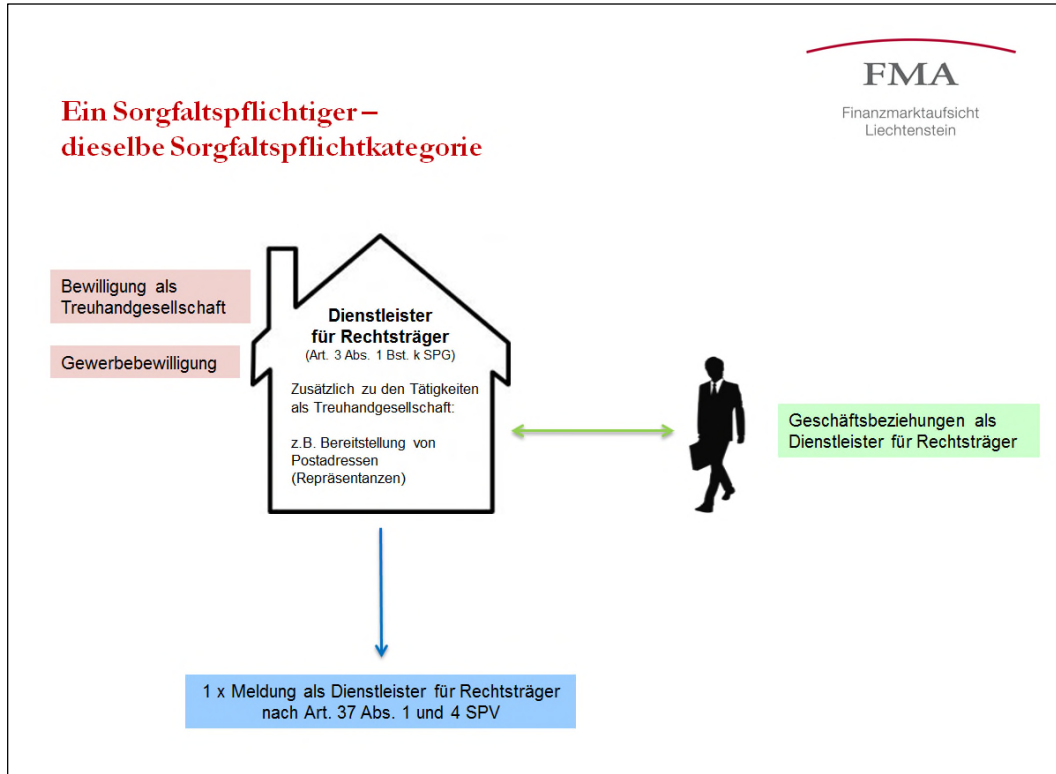 FMA
Finanzmarktaufsicht
Liechtenstein
Ein Sorgfaltspflichtiger –
dieselbe Sorgfaltspflichtkategorie
Bewilligung als
Treuhandgesellschaft
Gewerbebewilligung
Dienstleister
für Rechtsträger
(Art. 3 Abs. 1 Bst. k SPG)
Zusätzlich zu den Tätigkeiten
als Treuhandgesellschaft:
z.B. Bereitstellung von
Postadressen
(Repräsentanzen)
Geschäftsbeziehungen als
Dienstleister für Rechtsträger
1 x Meldung als Dienstleister für Rechtsträger
nach Art. 37 Abs. 1 und 4 SPV